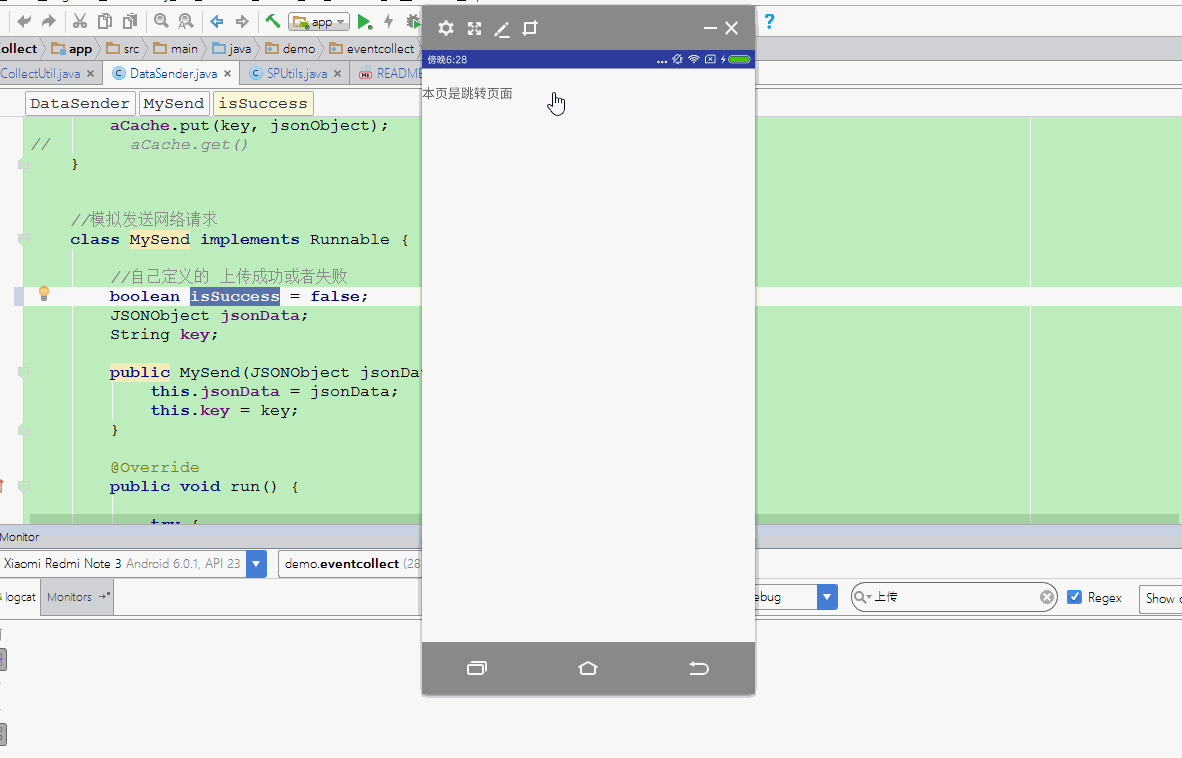 app
ollect app src main java demo eventcollect
CollectUtil.java DataSender.java SPUtils.java README
DataSender MySend isSuccess
aCache.put(key, jsonObject);
// aCache.get()
}
//模拟发送网络请求
class MySend implements Runnable {
//自己定义的 上传成功或者失败
boolean isSuccess = false;
JSONObject jsonData;
String key;
public MySend(JSONObject jsonDat
this.jsonData = jsonData;
this.key = key;
}
@Override
public void run() {
try {
傍晚6:28
本页是跳转页面
Monitor
Xiaomi Redmi Note 3 Android 6.0.1, API 23 demo.eventcollect (28
logcat Monitors ebug 上传 Regex Show o